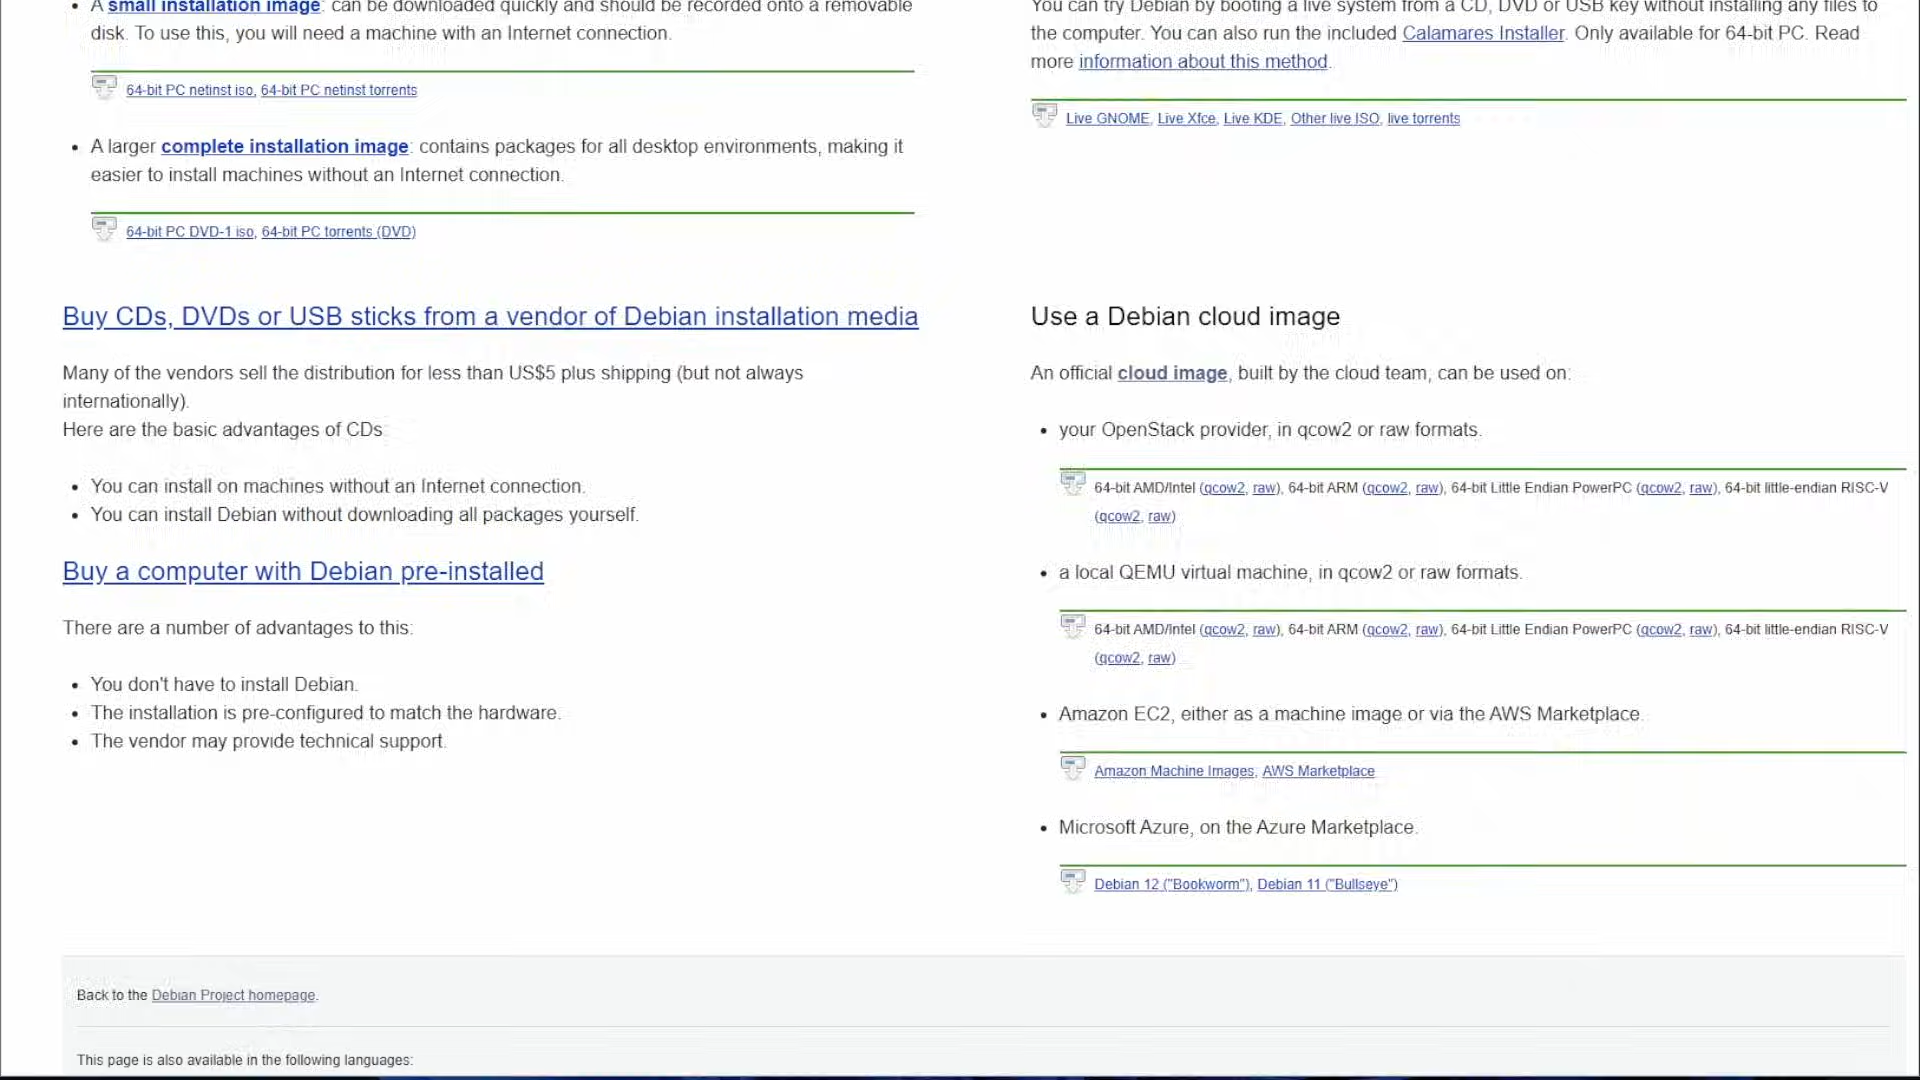 A small installation image: can be downloaded quickly and should be recorded onto a removable
disk. To use this, you will need a machine with an Internet connection.
64-bit PC netinst iso, 64-bit PC netinst torrents
A larger complete installation image: contains packages for all desktop environments, making it
easier to install machines without an Internet connection.
64-bit PC DVD-1 iso, 64-bit PC torrents (DVD)
Buy CDs, DVDs or USB sticks from a vendor of Debian installation media
Many of the vendors sell the distribution for less than US$5 plus shipping (but not always
internationally).
Here are the basic advantages of CDs:
You can install on machines without an Internet connection.
You can install Debian without downloading all packages yourself.
Buy a computer with Debian pre-installed
There are a number of advantages to this:
You don't have to install Debian.
The installation is pre-configured to match the hardware.
The vendor may provide technical support.
You can try Debian by booting a live system from a CD, DVD or USB key without installing any files to
the computer. You can also run the included Calamares Installer. Only available for 64-bit PC. Read
more information about this method.
Live GNOME, Live Xfce, Live KDE, Other live ISO, live torrents
Use a Debian cloud image
An official cloud image, built by the cloud team, can be used on:
your OpenStack provider, in qcow2 or raw formats.
64-bit AMD/Intel (qcow2, raw), 64-bit ARM (qcow2, raw), 64-bit Little Endian PowerPC (qcow2, raw), 64-bit little-endian RISC-V
(qcow2, raw)
a local QEMU virtual machine, in qcow2 or raw formats.
64-bit AMD/Intel (qcow2, raw), 64-bit ARM (qcow2, raw), 64-bit Little Endian PowerPC (qcow2, raw), 64-bit little-endian RISC-V
(qcow2, raw)
Amazon EC2, either as a machine image or via the AWS Marketplace.
Amazon Machine Images, AWS Marketplace
Microsoft Azure, on the Azure Marketplace.
Debian 12 ("Bookworm"), Debian 11 ("Bullseye")
Back to the Debian Project homepage.
This page is also available in the following languages: